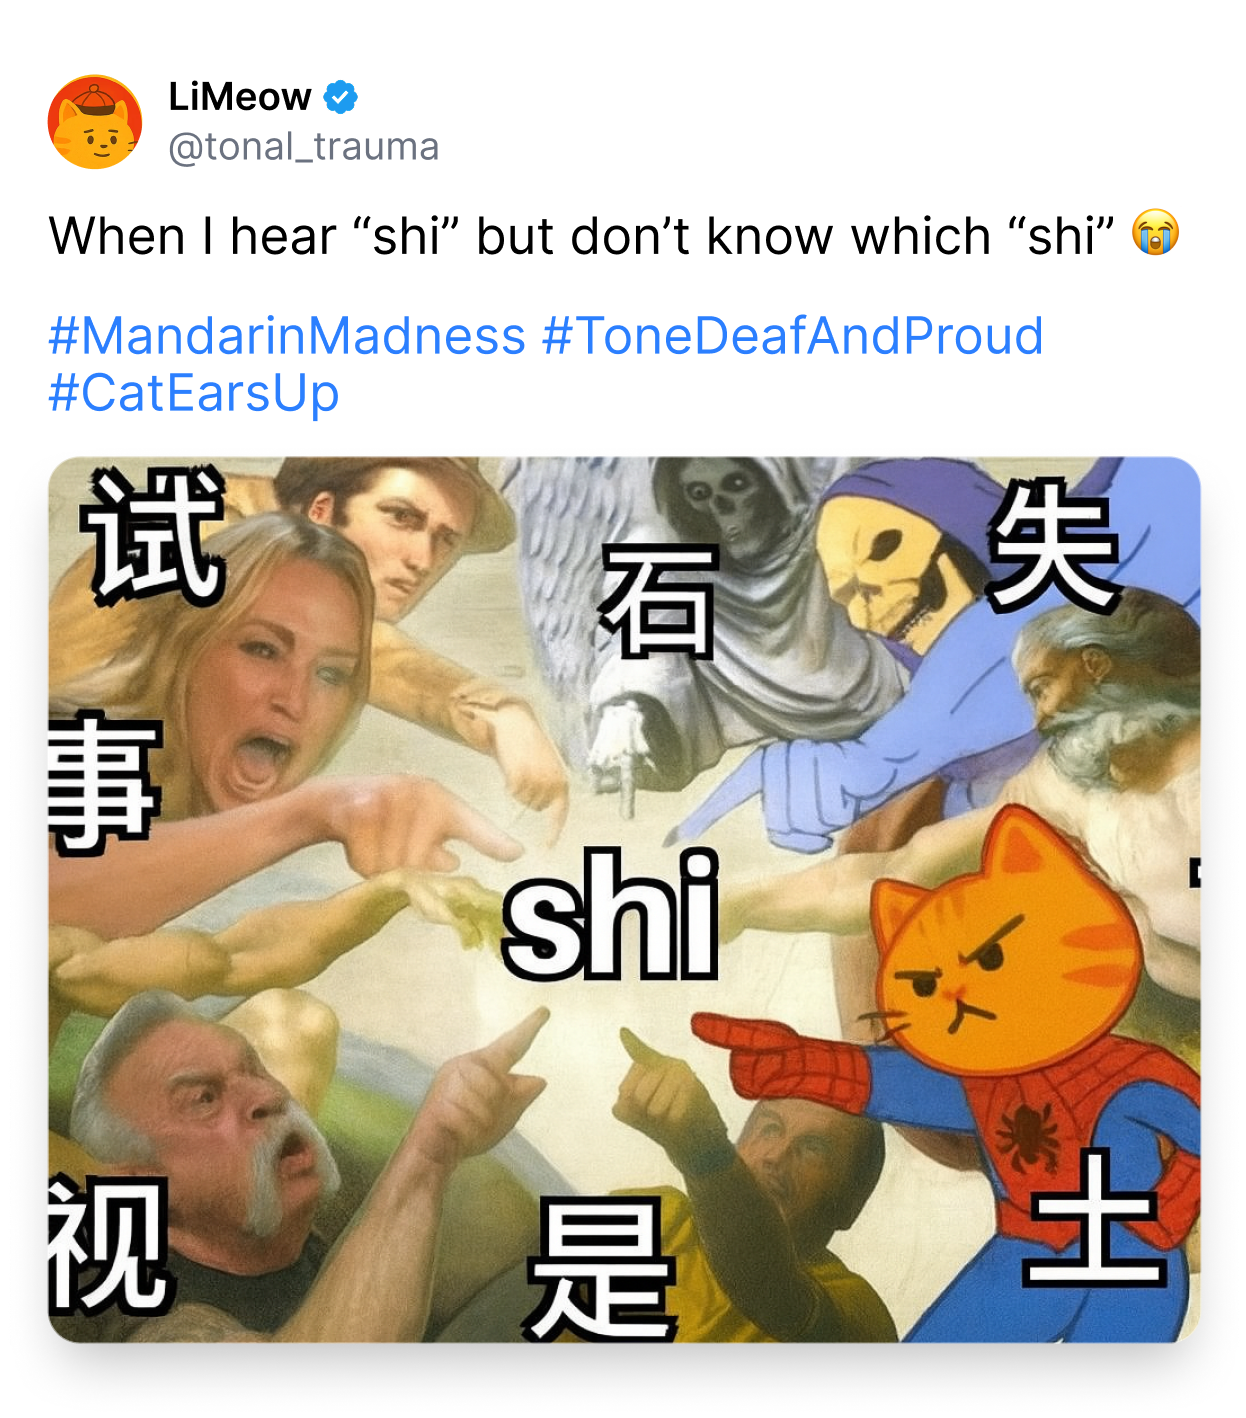 LiMeow
@tonal_trauma
When I hear “shi” but don’t know which “shi” 😭
#MandarinMadness #ToneDeafAndProud
#CatEarsUp
试
石
失
事
shi
视
是
士